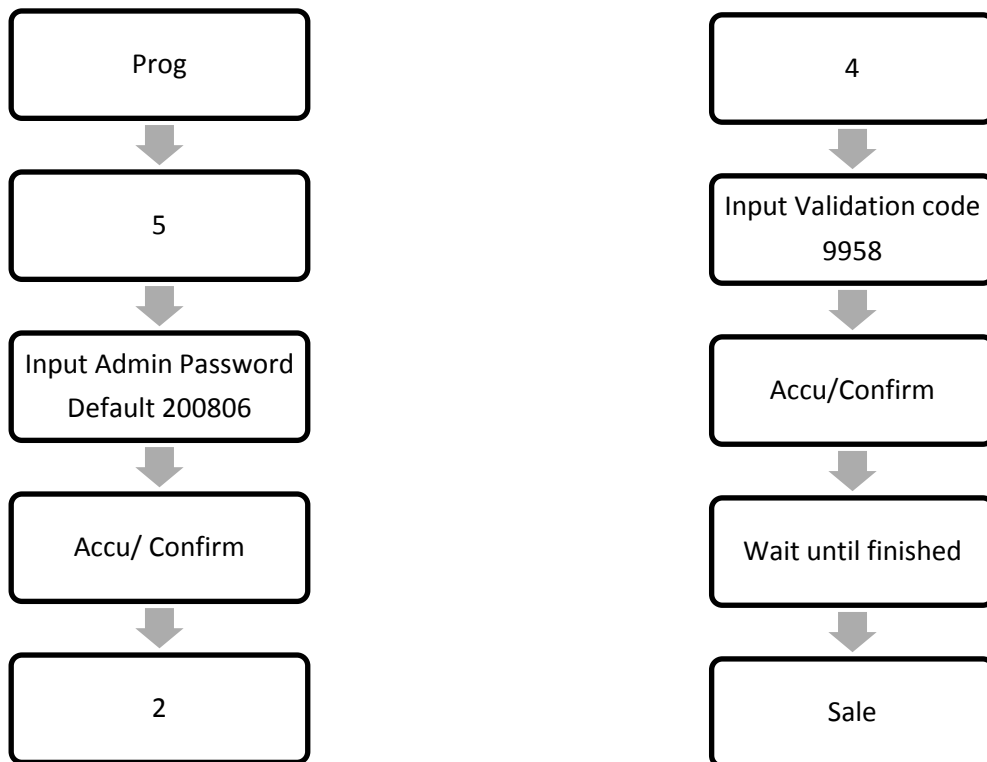 Prog
5
Input Admin Password
Default 200806
Accu/ Confirm
2
4
Input Validation code
9958
Accu/Confirm
Wait until finished
Sale